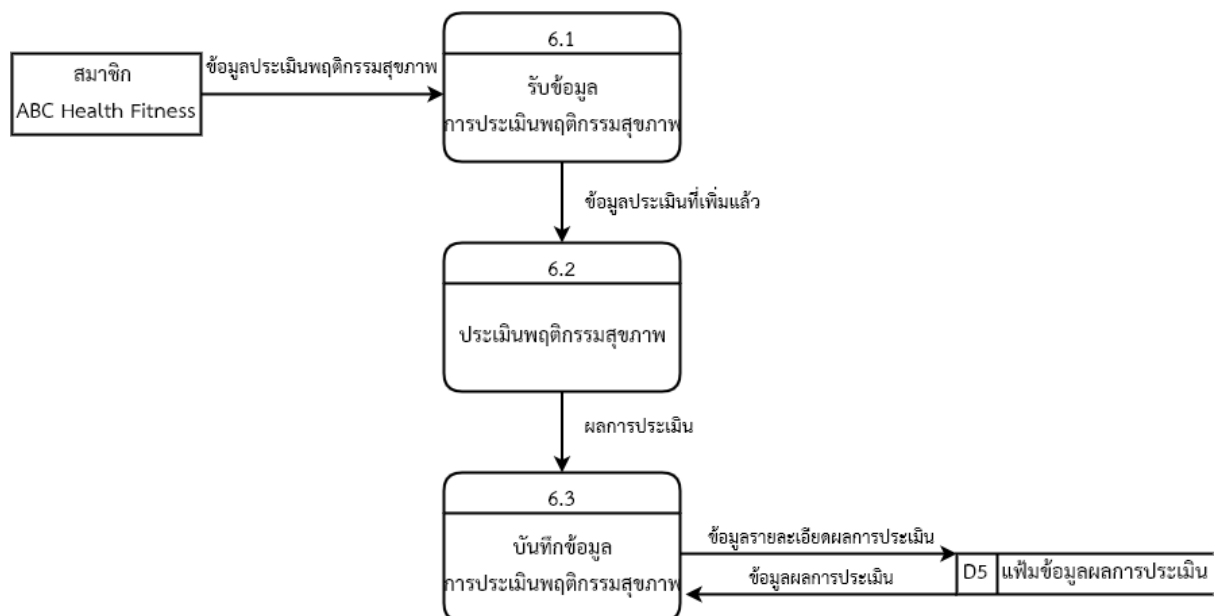 6.1
สมาชิก
ABC Health Fitness
ข้อมูลประเมินพฤติกรรมสุขภาพ
รับข้อมูล
การประเมินพฤติกรรมสุขภาพ
ข้อมูลประเมินที่เพิ่มแล้ว
6.2
ประเมินพฤติกรรมสุขภาพ
ผลการประเมิน
6.3
บันทึกข้อมูล
การประเมินพฤติกรรมสุขภาพ
ข้อมูลรายละเอียดผลการประเมิน
ข้อมูลผลการประเมิน
D5
แฟ้มข้อมูลผลการประเมิน